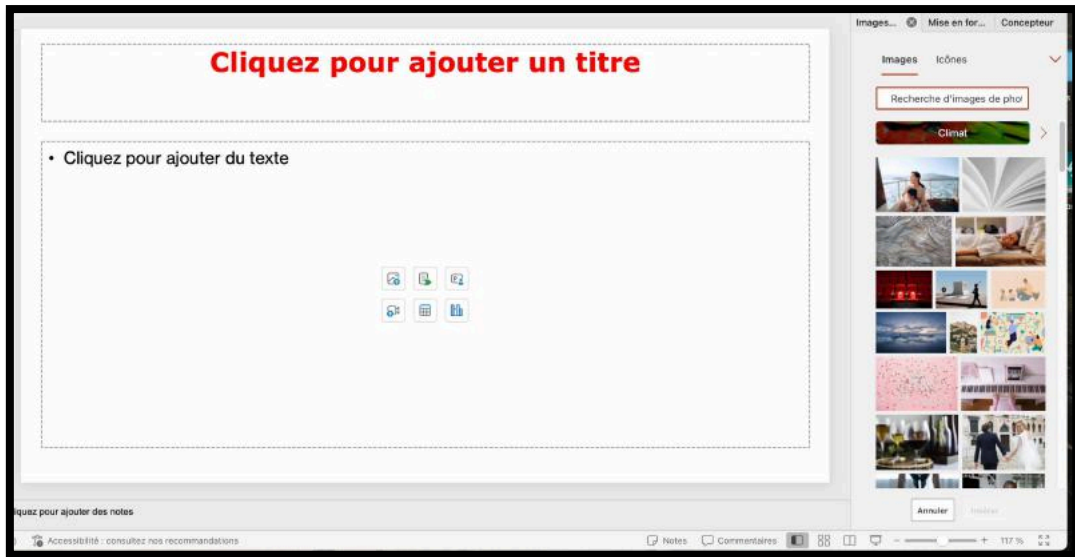 Images... Mise en for... Concepteur
Cliquez pour ajouter un titre
• Cliquez pour ajouter du texte
Images Icônes
Recherche d'images de phot
Climat
Annuler Insérer
iquez pour ajouter des notes
Accessibilité : consultez nos recommandations
Notes Commentaires 117 %